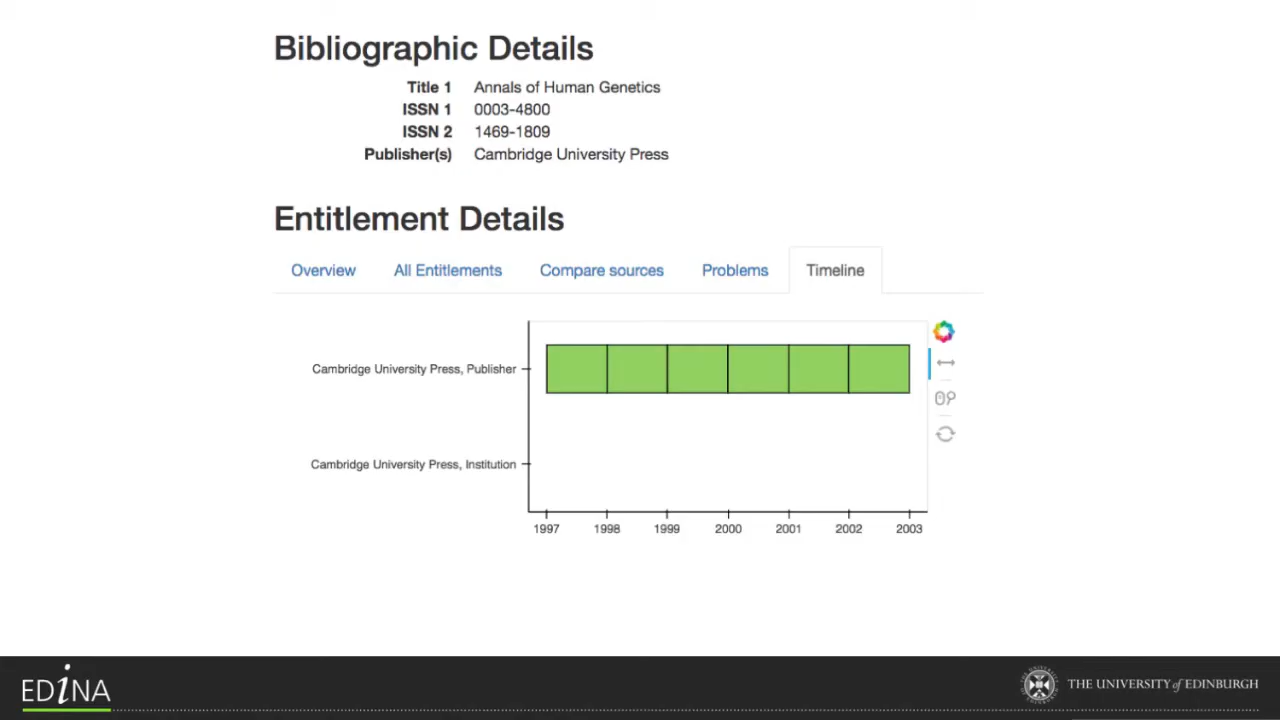 Bibliographic Details
Title 1 Annals of Human Genetics
ISSN 1 0003-4800
ISSN 2 1469-1809
Publisher(s) Cambridge University Press
Entitlement Details
Overview All Entitlements Compare sources Problems Timeline
Cambridge University Press, Publisher
Cambridge University Press, Institution
1997 1998 1999 2000 2001 2002 2003
EDiNA
THE UNIVERSITY of EDINBURGH